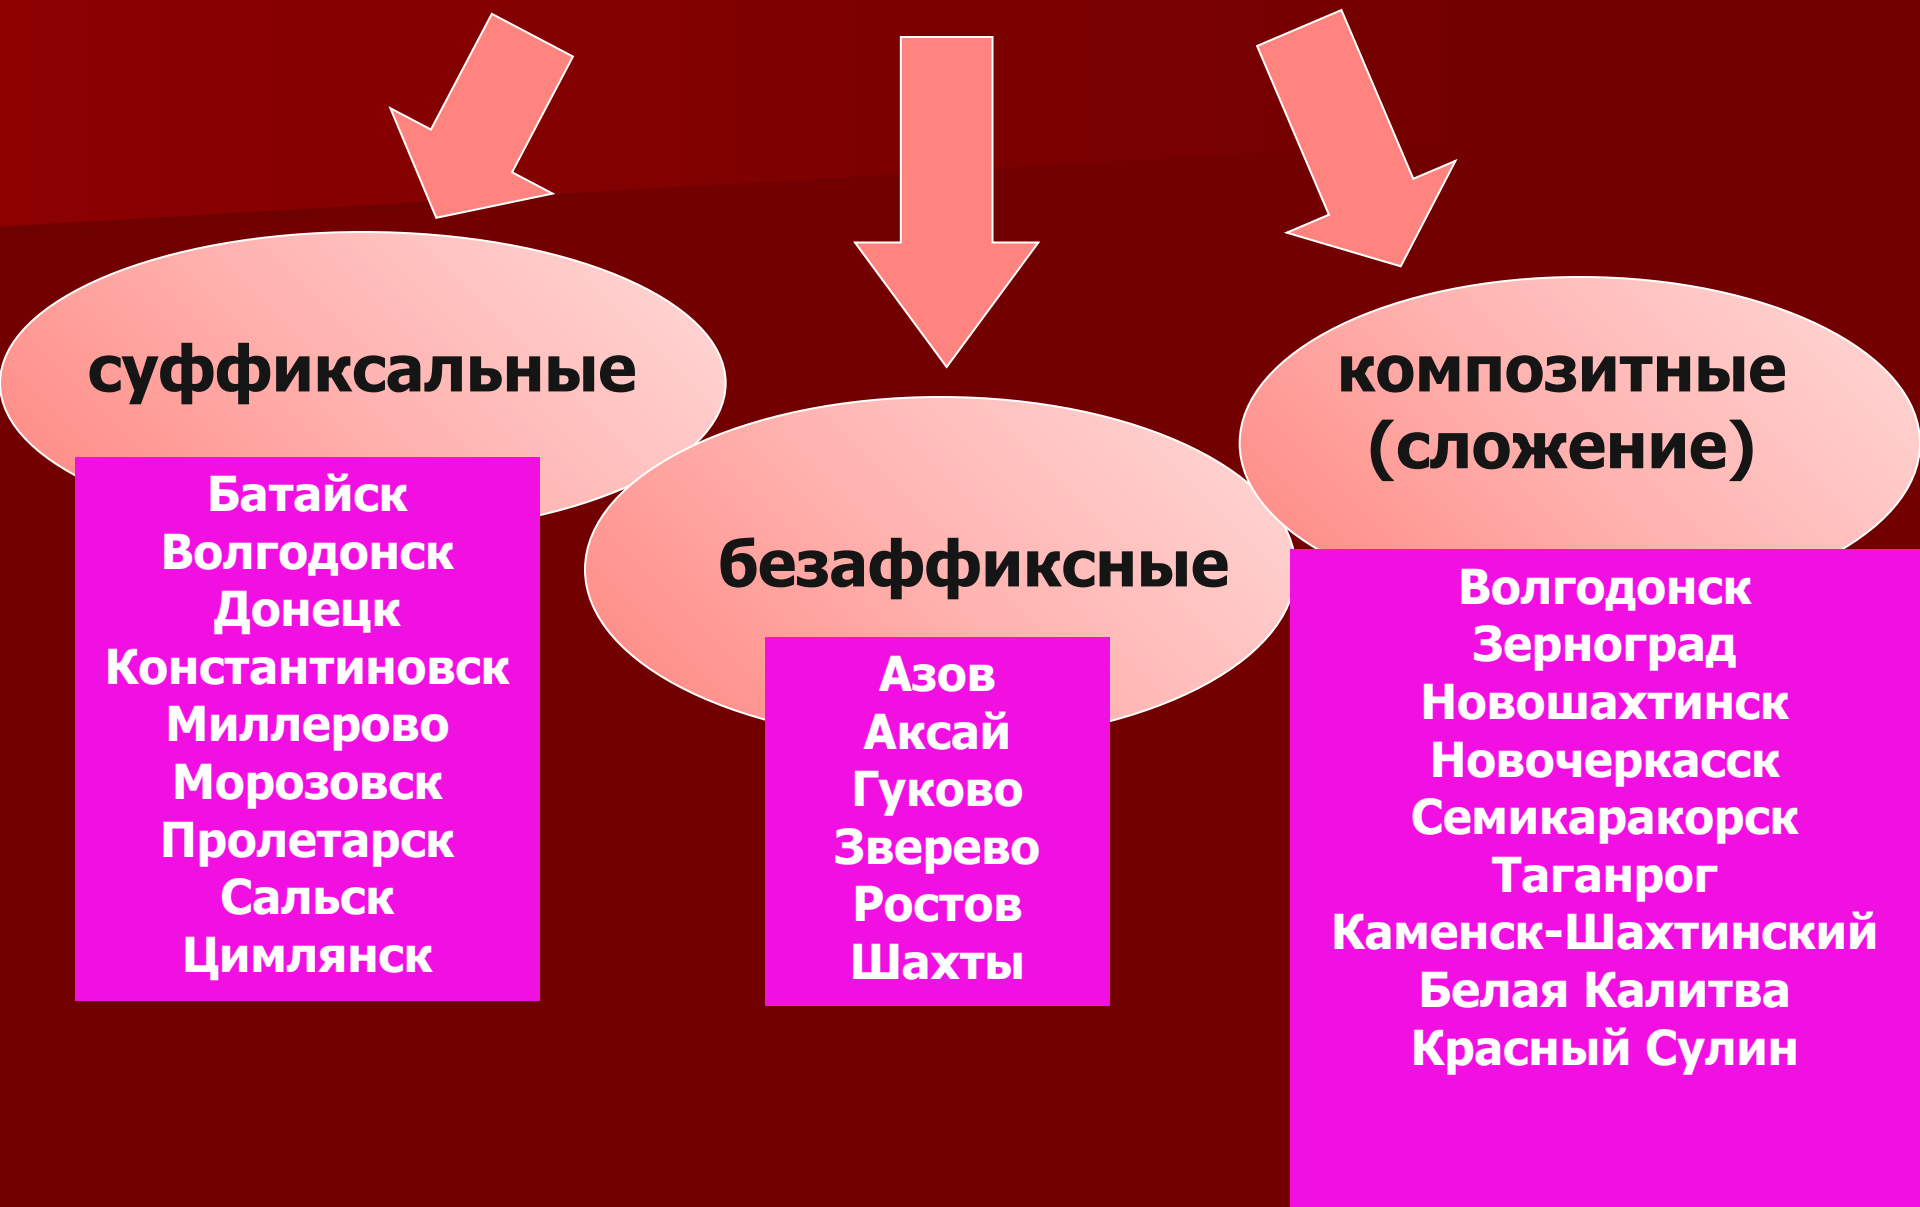 суффиксальные
Батайск
Волгодонск
Донецк
Константиновск
Миллерово
Морозовск
Пролетарск
Сальск
Цимлянск
безаффиксные
Азов
Аксай
Гуково
Зверево
Ростов
Шахты
композитные
(сложение)
Волгодонск
Зерноград
Новошахтинск
Новочеркасск
Семикаракорск
Таганрог
Каменск-Шахтинский
Белая Калитва
Красный Сулин